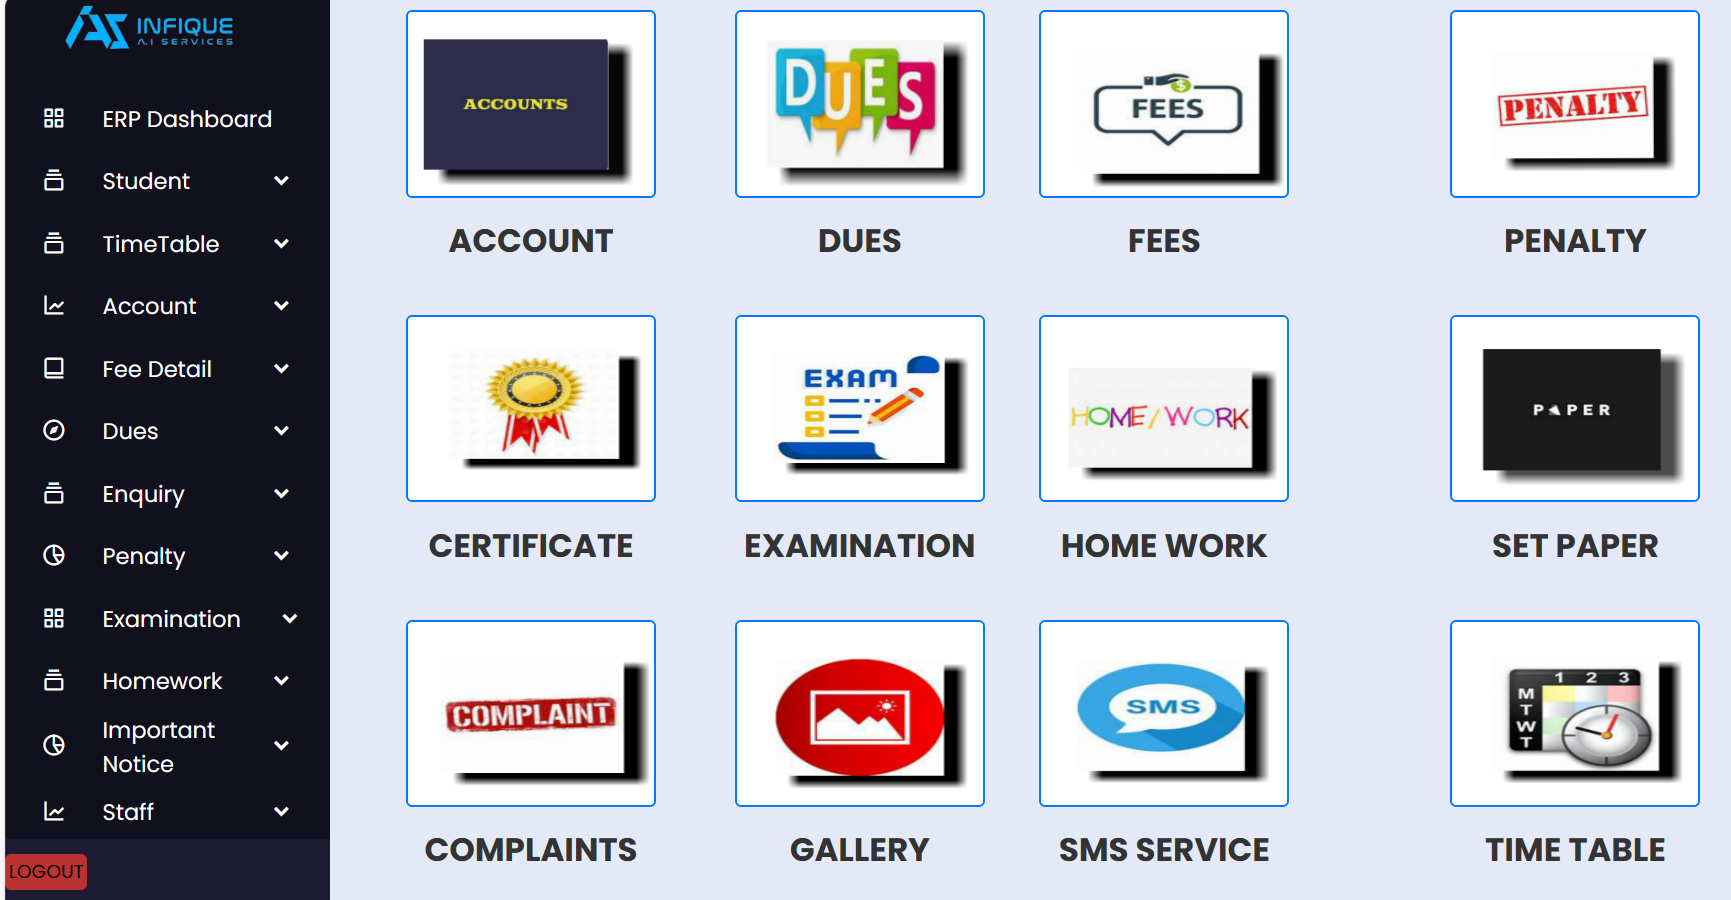 INFIQUE
A.I SERVICES
ERP Dashboard
Student
TimeTable
Account
Fee Detail
Dues
Enquiry
Penalty
Examination
Homework
Important
Notice
Staff
LOGOUT
ACCOUNTS
DUES
FEES
PENALTY
ACCOUNT
DUES
FEES
PENALTY
EXAM
HOME/WORK
PAPER
CERTIFICATE
EXAMINATION
HOME WORK
SET PAPER
COMPLAINT
SMS
1 2 3
M
T
W
T
COMPLAINTS
GALLERY
SMS SERVICE
TIME TABLE